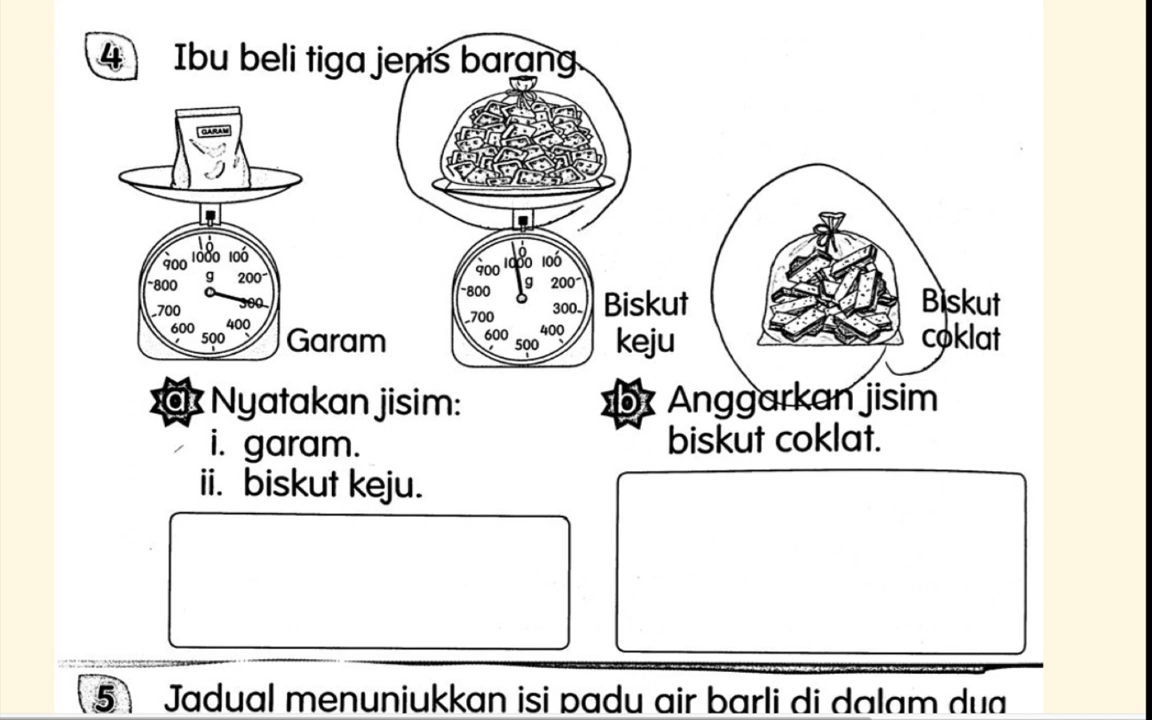 4 Ibu beli tiga jenis barang.
GARAM
0
1000 100
900
g
200
800
300
700
400
600
500
Garam
0
1000 100
900
g
200
800
300
700
400
600
500
Biskut
keju
Biskut
coklat
a Nyatakan jisim:
i. garam.
ii. biskut keju.
b Anggarkan jisim
biskut coklat.
5 Jadual menunjukkan isi padu air barli di dalam dua